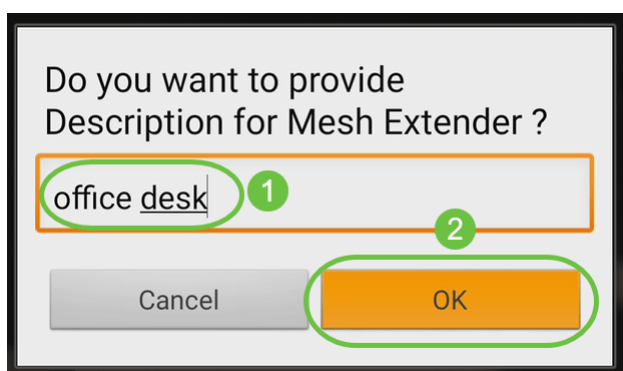 Do you want to provide
Description for Mesh Extender ?
office desk
1
2
Cancel
OK